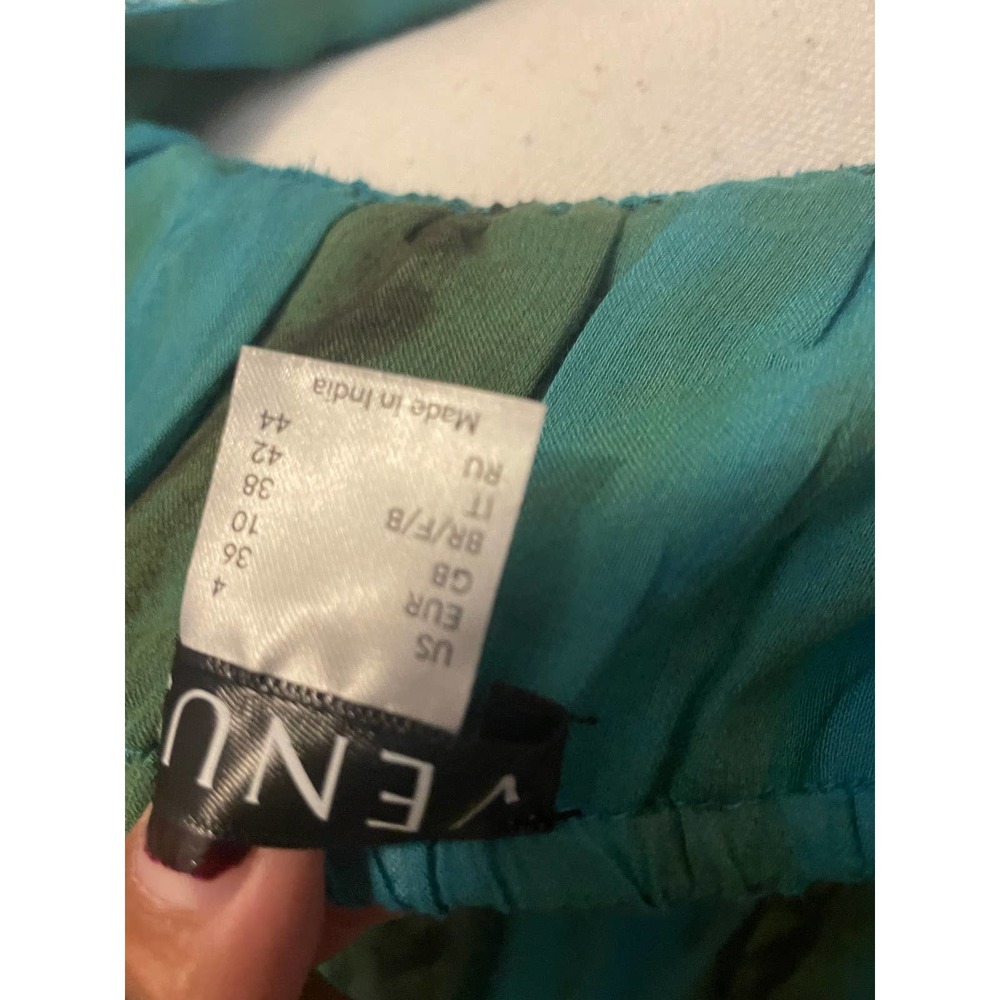 VENU
US 4
EUR 36
GB 10
BR/F/B 38
IT 42
RU 44
Made in India